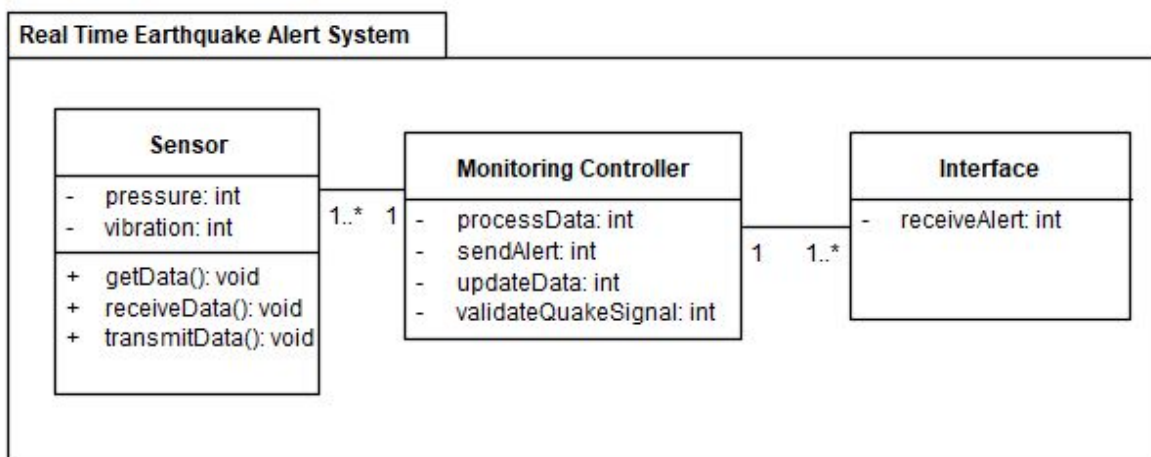 Real Time Earthquake Alert System
Sensor
- pressure: int
- vibration: int
+ getData(): void
+ receiveData(): void
+ transmitData(): void
1..* 1
Monitoring Controller
- processData: int
- sendAlert: int
- updateData: int
- validateQuakeSignal: int
1 1..*
Interface
- receiveAlert: int